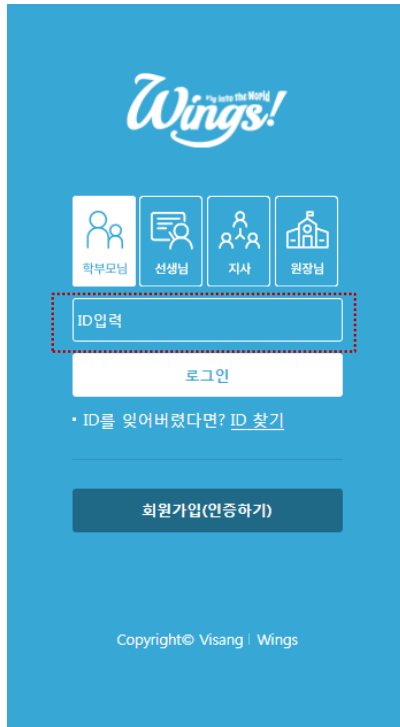 Fly into the World
Wings!
학부모님 선생님 지사 원장님
ID입력
로그인
ID를 잊어버렸다면? ID 찾기
회원가입(인증하기)
Copyright© Visang | Wings